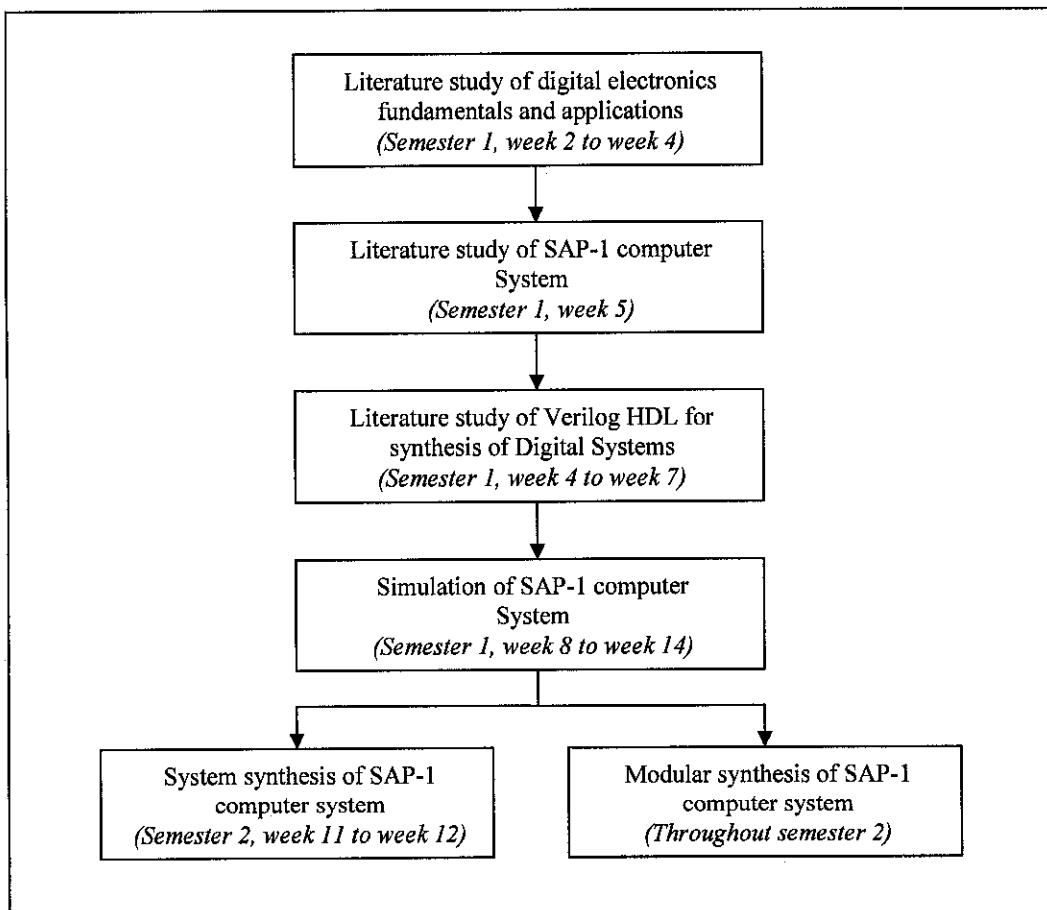 Literature study of digital electronics
fundamentals and applications
(Semester 1, week 2 to week 4)
Literature study of SAP-1 computer
System
(Semester 1, week 5)
Literature study of Verilog HDL for
synthesis of Digital Systems
(Semester 1, week 4 to week 7)
Simulation of SAP-1 computer
System
(Semester 1, week 8 to week 14)
System synthesis of SAP-1
computer system
(Semester 2, week 11 to week 12)
Modular synthesis of SAP-1
computer system
(Throughout semester 2)